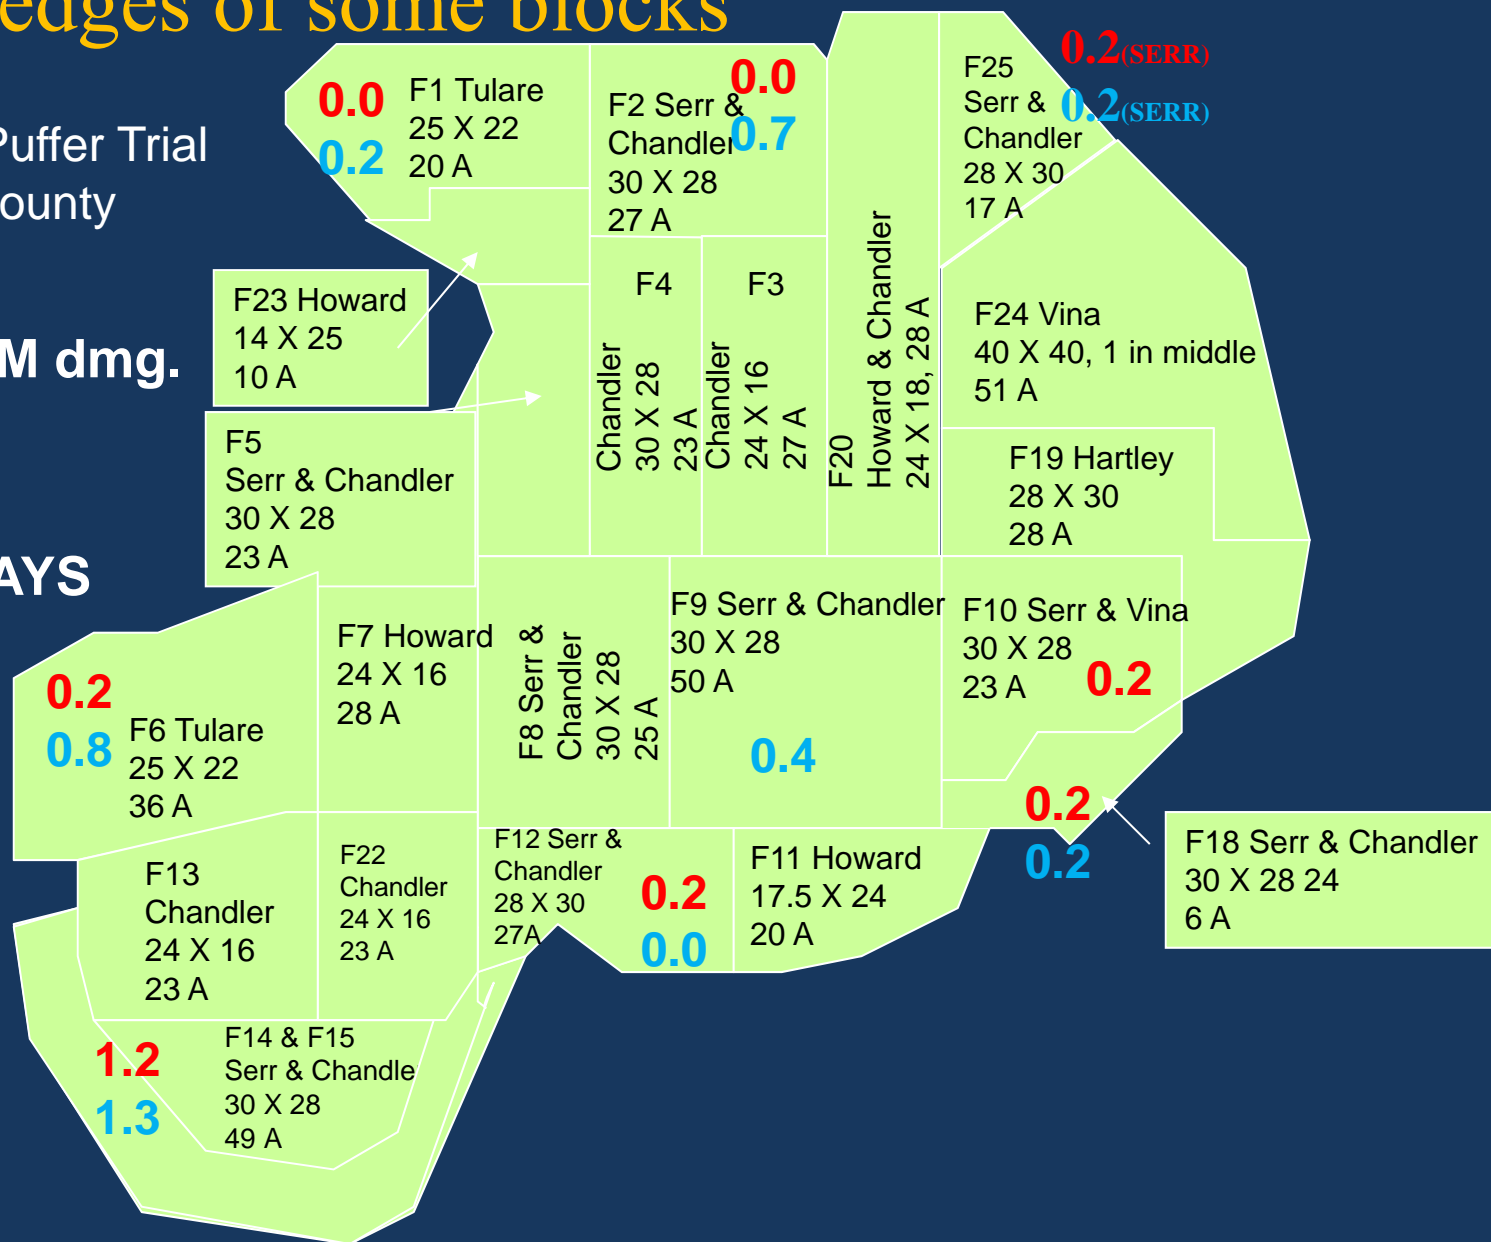 edges of some blocks
Puffer Trial
ounty
M dmg.
AYS
0.0
0.2
F1 Tulare
25 X 22
20 A
0.0
0.7
F2 Serr &
Chandler
30 X 28
27 A
F25
Serr &
Chandler
28 X 30
17 A
0.2(SERR)
0.2(SERR)
F23 Howard
14 X 25
10 A
F4
Chandler
30 X 28
23 A
F3
Chandler
24 X 16
27 A
F20
Howard & Chandler
24 X 18, 28 A
F24 Vina
40 X 40, 1 in middle
51 A
F5
Serr & Chandler
30 X 28
23 A
F19 Hartley
28 X 30
28 A
0.2
0.8
F6 Tulare
25 X 22
36 A
F7 Howard
24 X 16
28 A
F8 Serr &
Chandler
30 X 28
25 A
F9 Serr & Chandler
30 X 28
50 A
0.4
F10 Serr & Vina
30 X 28
23 A
0.2
0.2
0.2
F18 Serr & Chandler
30 X 28 24
6 A
F13
Chandler
24 X 16
23 A
F22
Chandler
24 X 16
23 A
F12 Serr &
Chandler
28 X 30
27A
0.2
0.0
F11 Howard
17.5 X 24
20 A
1.2
1.3
F14 & F15
Serr & Chandle
30 X 28
49 A